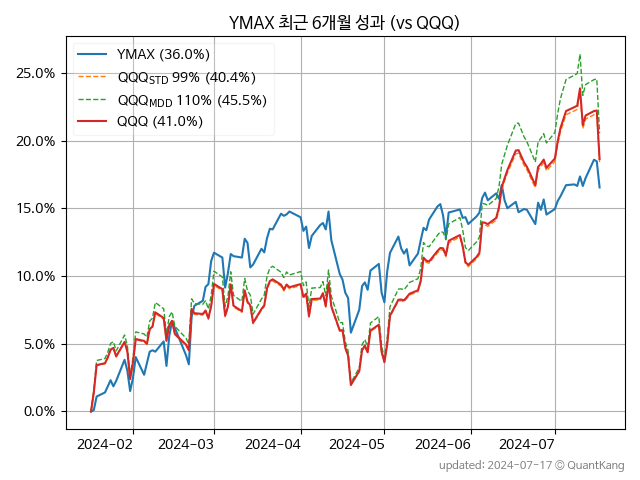 YMAX 최근 6개월 성과 (vs QQQ)
YMAX (36.0%)
QQQSTD 99% (40.4%)
QQQMDD 110% (45.5%)
QQQ (41.0%)
25.0%
20.0%
15.0%
10.0%
5.0%
0.0%
2024-02 2024-03 2024-04 2024-05 2024-06 2024-07
updated: 2024-07-17 © QuantKang